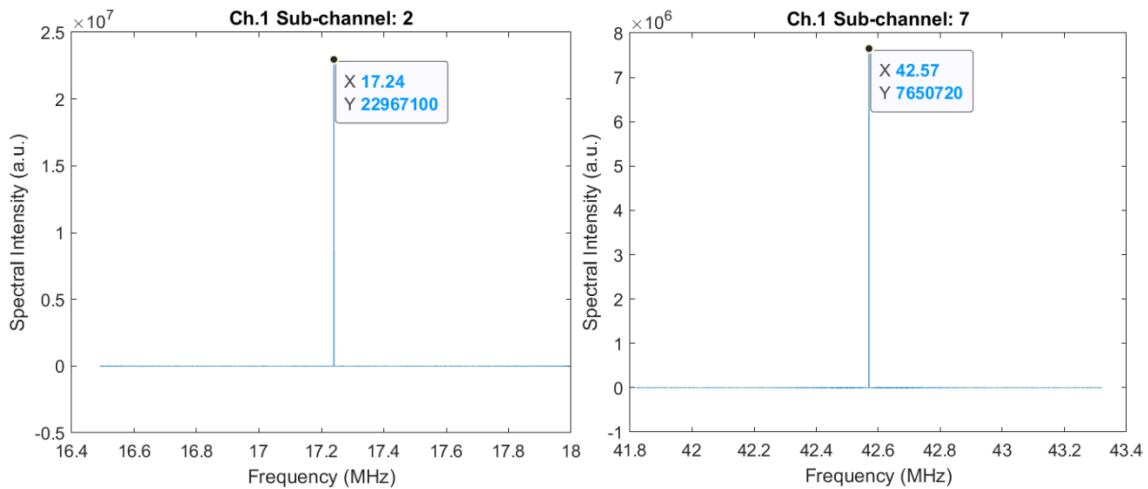 Ch.1 Sub-channel: 2
×10^7
2.5
2
1.5
1
0.5
0
-0.5
Spectral Intensity (a.u.)
X 17.24
Y 22967100
16.4 16.6 16.8 17 17.2 17.4 17.6 17.8 18
Frequency (MHz)
Ch.1 Sub-channel: 7
×10^6
8
7
6
5
4
3
2
1
0
-1
Spectral Intensity (a.u.)
X 42.57
Y 7650720
41.8 42 42.2 42.4 42.6 42.8 43 43.2 43.4
Frequency (MHz)